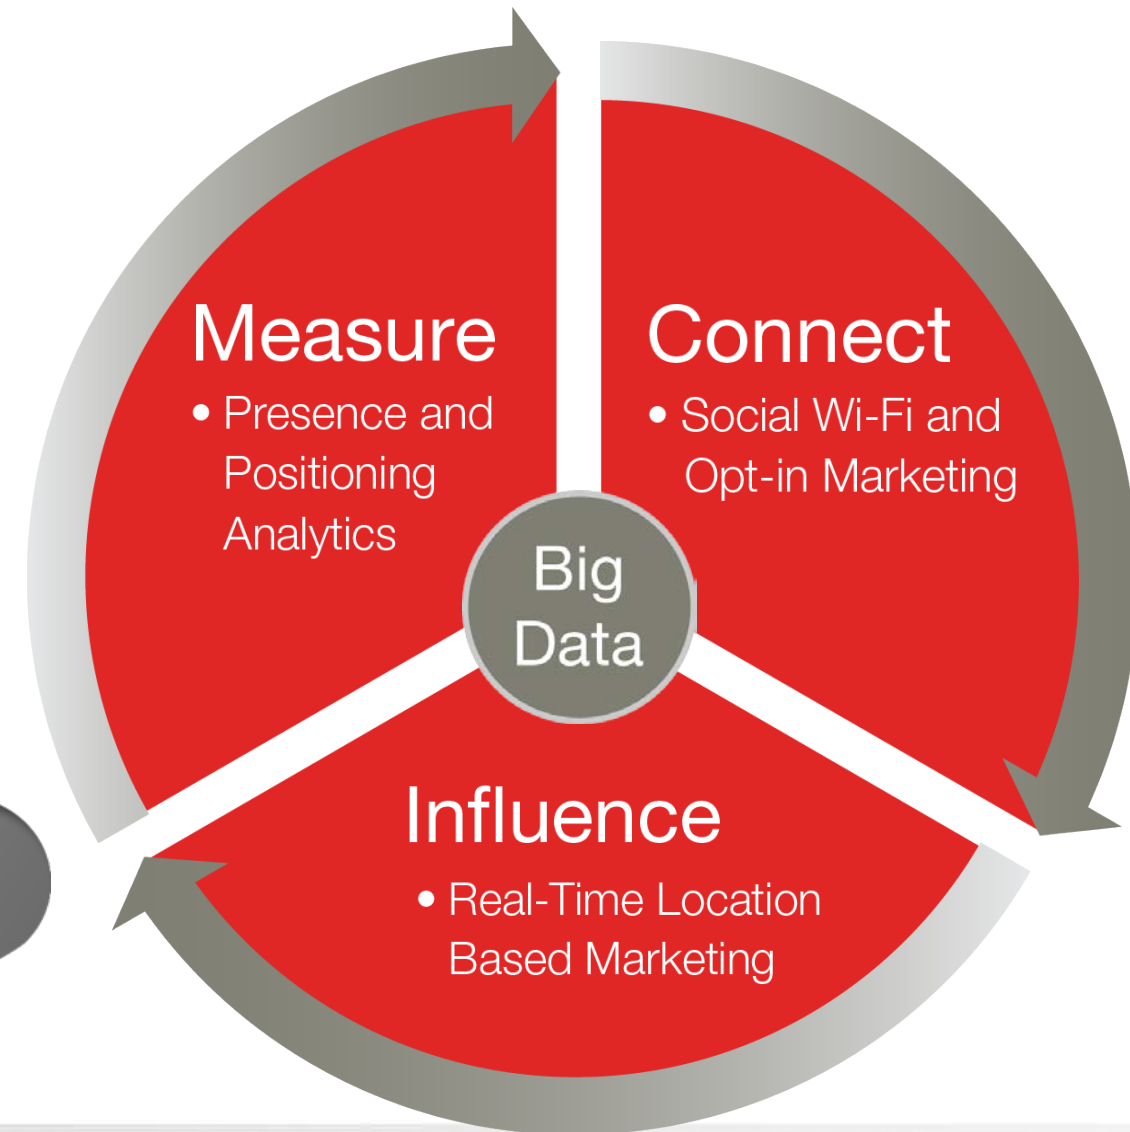 Measure
• Presence and
Positioning
Analytics
Connect
• Social Wi-Fi and
Opt-in Marketing
Big
Data
Influence
• Real-Time Location
Based Marketing